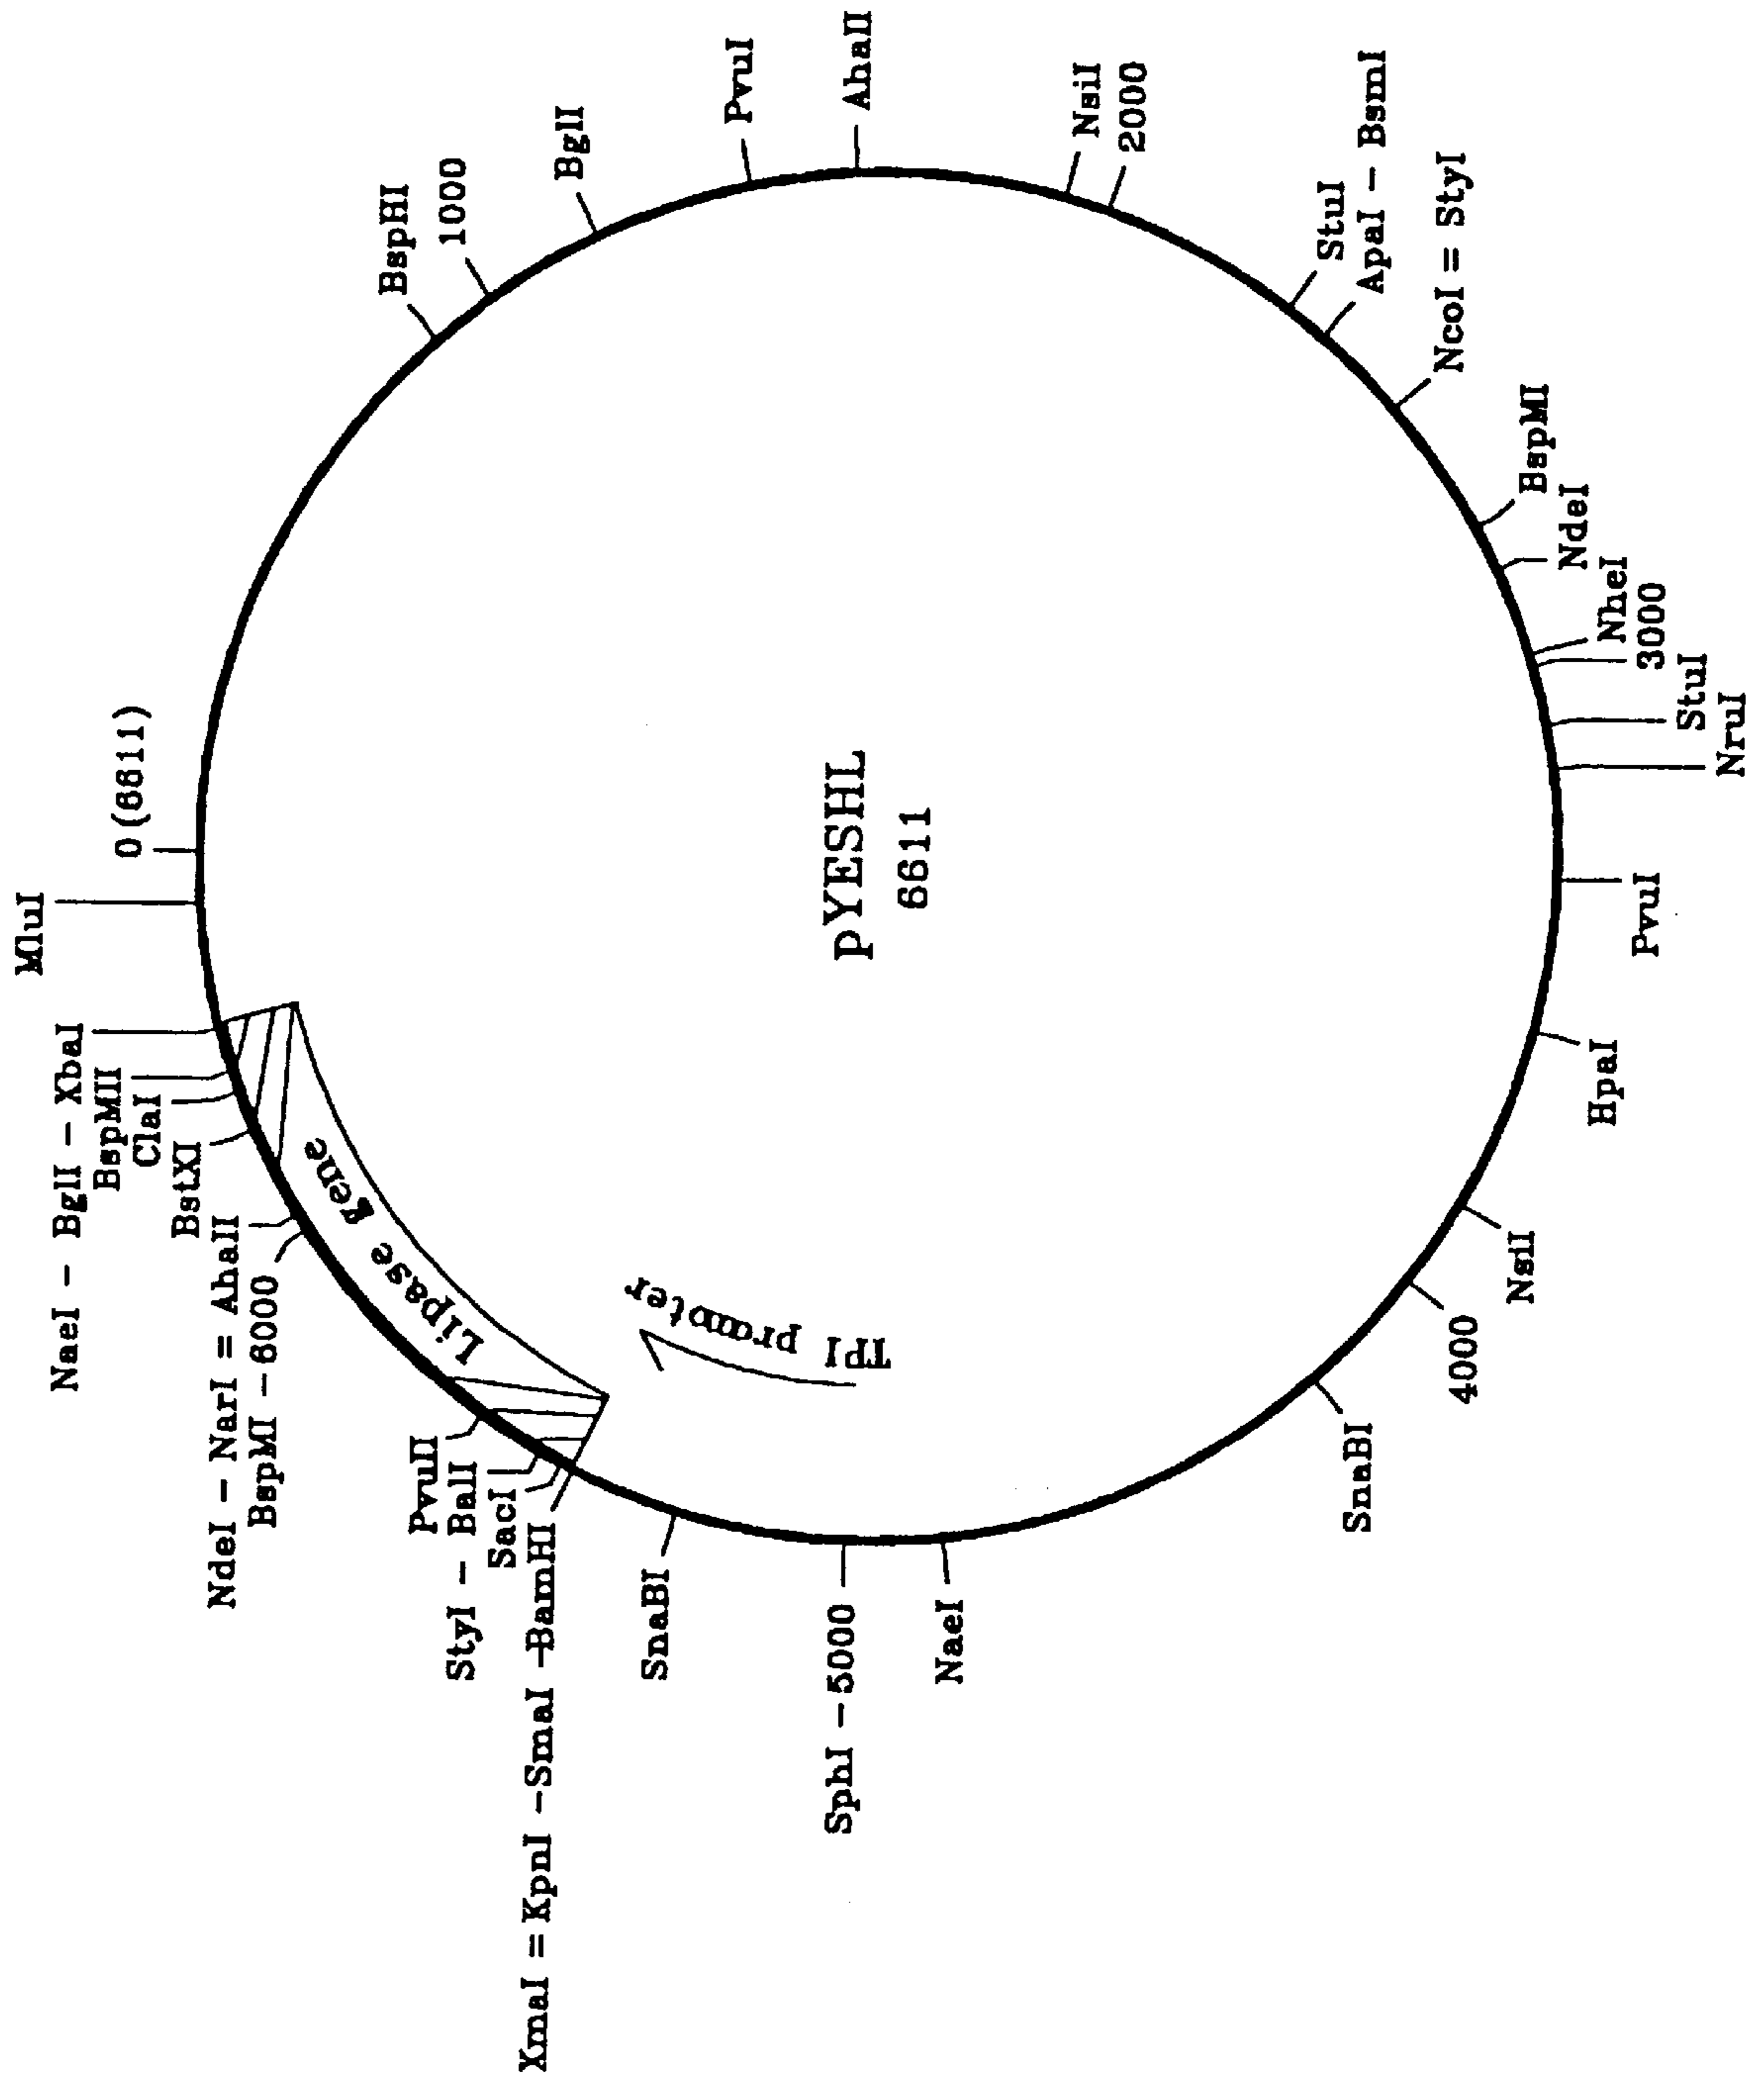 MluI
0(6611)
BspHI
1000
BglI
PvuI
AhaII
NsiI
2000
StuI
ApaI - BsmI
NcoI = StyI
BspMI
NdeI
NheI
3000
StuI
NruI
PvuI
HpaI
NsiI
4000
SnaBI
NaeI
SphI - 5000
SnaBI
XmaI = KpnI - SmaI - BamHI
SacI
StyI - BalI
PvuII
BspMI - 6000
NdeI - NarI = AhaII
BstXI
ClaI
BspMII
NaeI - BglI - XbaI
Lipase gene
TPI promoter
pYESHL
6611